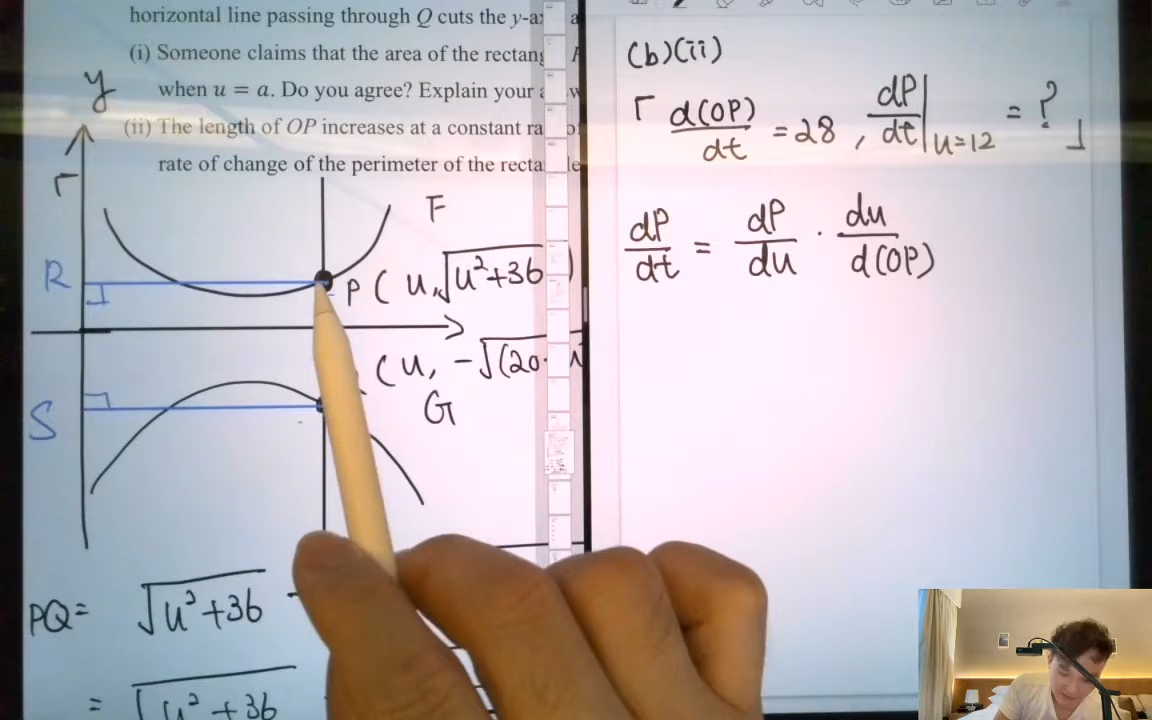 horizontal line passing through Q cuts the y-a
(i) Someone claims that the area of the rectang
when u = a. Do you agree? Explain your a w
(ii) The length of OP increases at a constant ra
rate of change of the perimeter of the recta le
y
F
R
P ( u, √u²+36 )
( u, -√(20-
G
S
PQ= √u²+36 -
= √u²+36
(b)(ii)
「 d(OP)/dt = 28 , dP/dt|u=12 = ? 」
dP/dt = dP/du · du/d(OP)